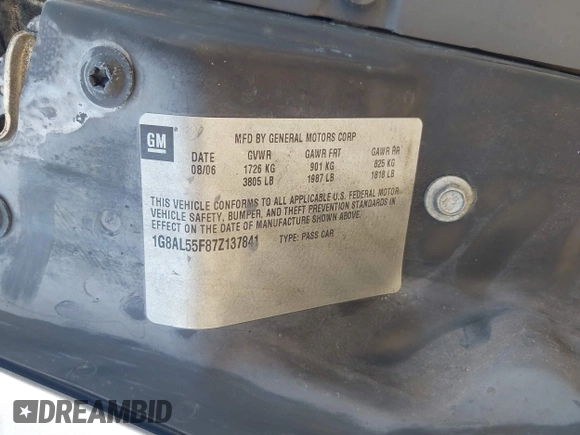 GM
MFD BY GENERAL MOTORS CORP
DATE GVWR GAWR FRT GAWR RR
08/06 1726 KG 901 KG 825 KG
3805 LB 1987 LB 1818 LB
THIS VEHICLE CONFORMS TO ALL APPLICABLE U.S. FEDERAL MOTOR
VEHICLE SAFETY, BUMPER, AND THEFT PREVENTION STANDARDS IN
EFFECT ON THE DATE OF MANUFACTURE SHOWN ABOVE.
1G8AL55F87Z137841 TYPE: PASS CAR
DREAMBID